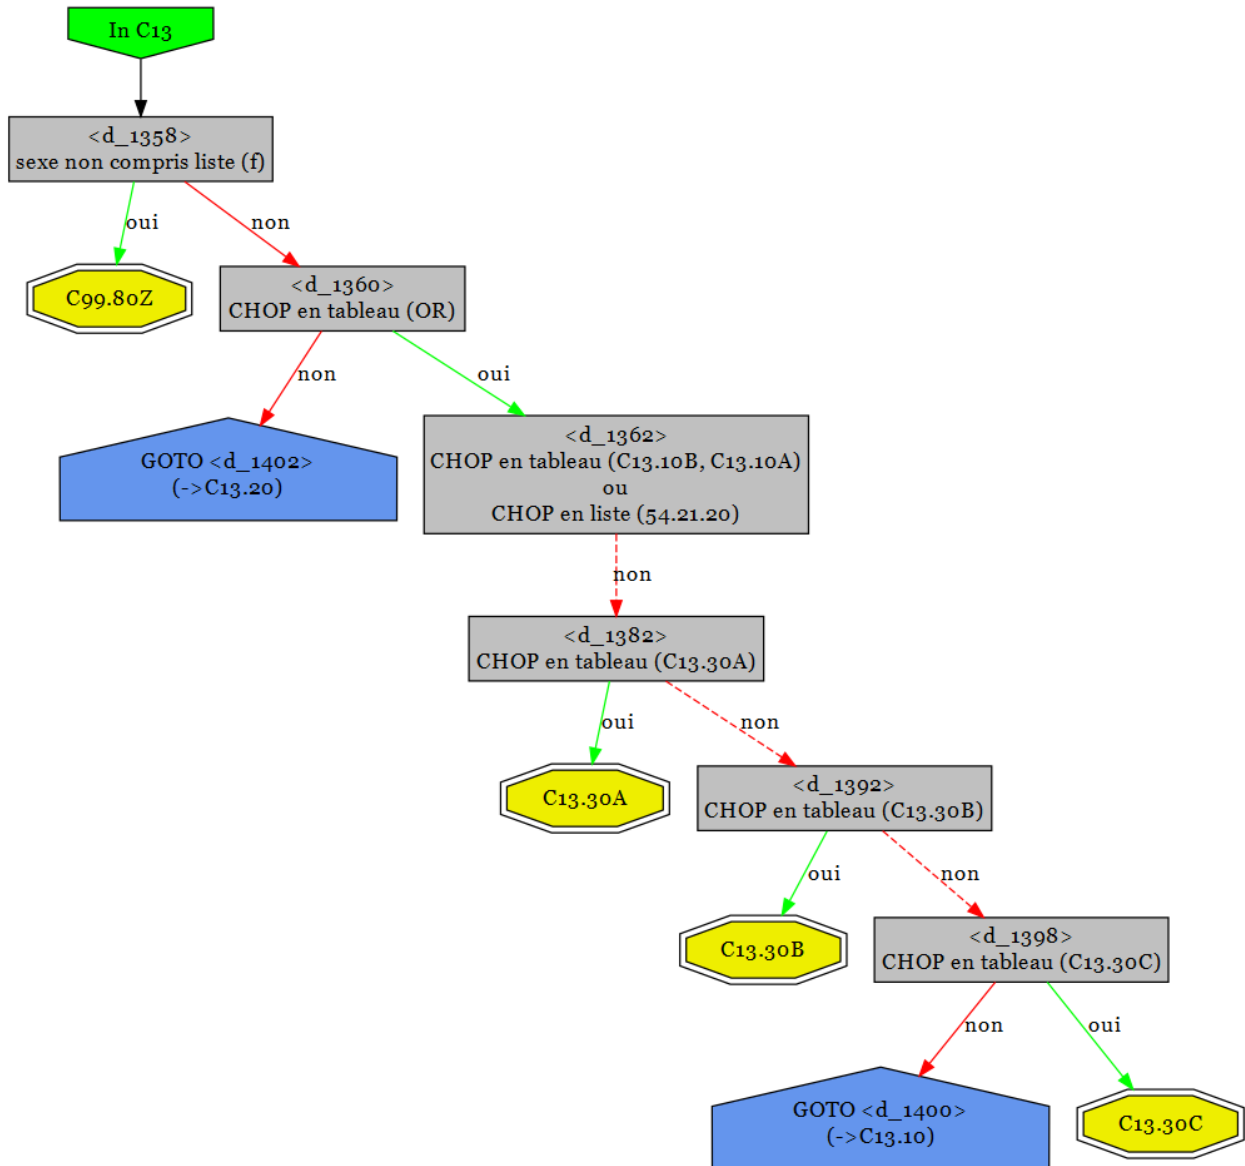 In C13
<d_1358>
sexe non compris liste (f)
oui
non
C99.80Z
<d_1360>
CHOP en tableau (OR)
non
oui
GOTO <d_1402>
(->C13.20)
<d_1362>
CHOP en tableau (C13.10B, C13.10A)
ou
CHOP en liste (54.21.20)
non
<d_1382>
CHOP en tableau (C13.30A)
oui
non
C13.30A
<d_1392>
CHOP en tableau (C13.30B)
oui
non
C13.30B
<d_1398>
CHOP en tableau (C13.30C)
non
oui
GOTO <d_1400>
(->C13.10)
C13.30C